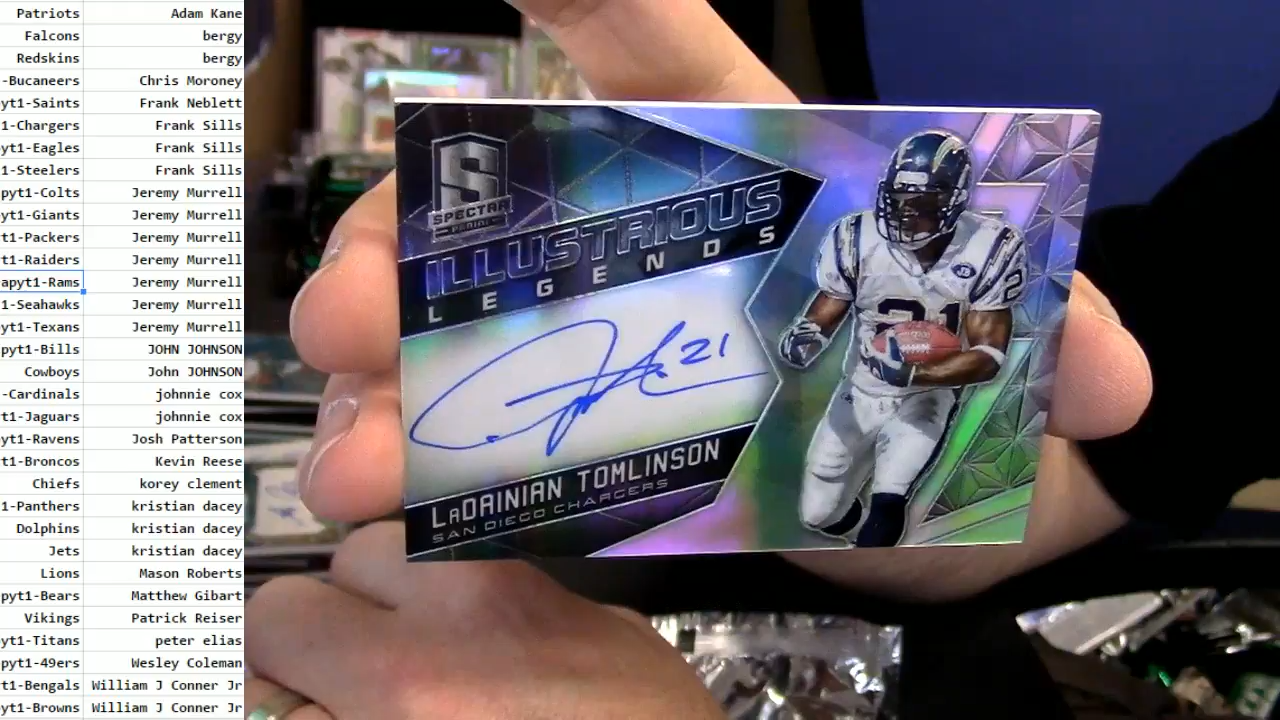 Patriots Adam Kane
Falcons bergy
Redskins bergy
-Bucaneers Chris Moroney
yt1-Saints Frank Neblett
1-Chargers Frank Sills
yt1-Eagles Frank Sills
1-Steelers Frank Sills
pyt1-Colts Jeremy Murrell
yt1-Giants Jeremy Murrell
t1-Packers Jeremy Murrell
t1-Raiders Jeremy Murrell
apyt1-Rams Jeremy Murrell
1-Seahawks Jeremy Murrell
yt1-Texans Jeremy Murrell
pyt1-Bills JOHN JOHNSON
Cowboys John JOHNSON
-Cardinals johnnie cox
t1-Jaguars johnnie cox
yt1-Ravens Josh Patterson
t1-Broncos Kevin Reese
Chiefs korey clement
1-Panthers kristian dacey
Dolphins kristian dacey
Jets kristian dacey
Lions Mason Roberts
pyt1-Bears Matthew Gibart
Vikings Patrick Reiser
yt1-Titans peter elias
pyt1-49ers Wesley Coleman
t1-Bengals William J Conner Jr
yt1-Browns William J Conner Jr
S
SPECTRA
PANINI
ILLUSTRIOUS
LEGENDS
21
LaDAINIAN TOMLINSON
SAN DIEGO CHARGERS
21
2